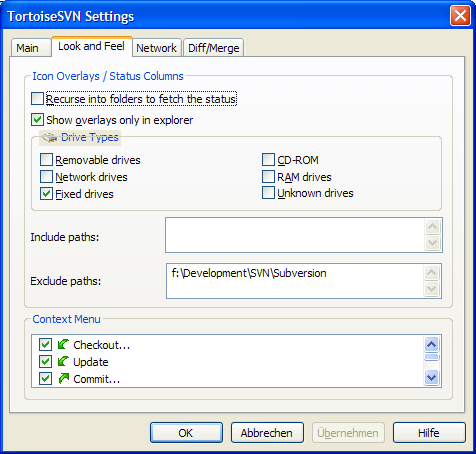 TortoiseSVN Settings
Main Look and Feel Network Diff/Merge
Icon Overlays / Status Columns
Recurse into folders to fetch the status
Show overlays only in explorer
Drive Types
Removable drives CD-ROM
Network drives RAM drives
Fixed drives Unknown drives
Include paths:
Exclude paths: f:\Development\SVN\Subversion
Context Menu
Checkout...
Update
Commit...
OK Abbrechen Übernehmen Hilfe